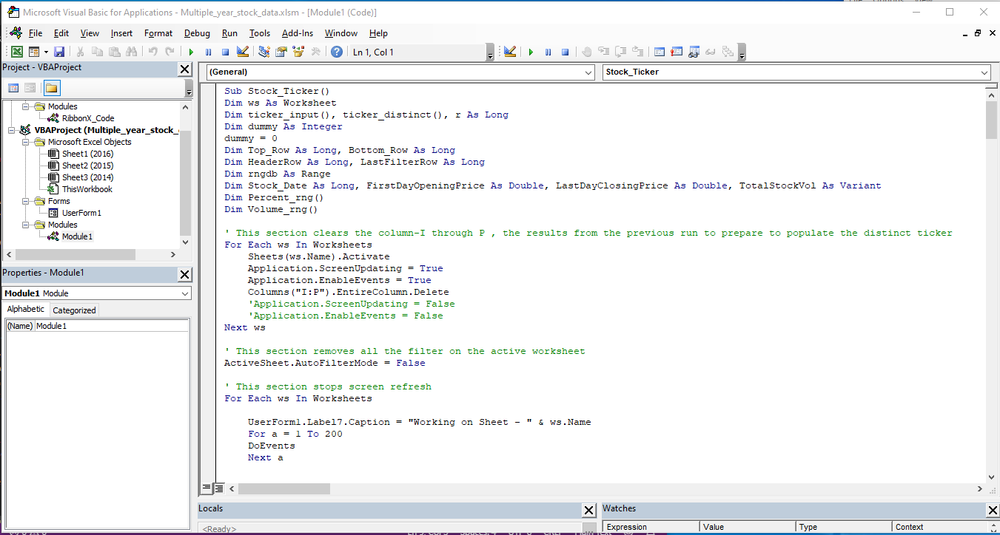 Microsoft Visual Basic for Applications - Multiple_year_stock_data.xlsm - [Module1 (Code)]
File Edit View Insert Format Debug Run Tools Add-Ins Window Help
Ln 1, Col 1
Project - VBAProject
Modules
RibbonX_Code
VBAProject (Multiple_year_stock_
Microsoft Excel Objects
Sheet1 (2016)
Sheet2 (2015)
Sheet3 (2014)
ThisWorkbook
Forms
UserForm1
Modules
Module1
Properties - Module1
Module1 Module
Alphabetic Categorized
(Name) Module1
(General) Stock_Ticker
Sub Stock_Ticker()
Dim ws As Worksheet
Dim ticker_input(), ticker_distinct(), r As Long
Dim dummy As Integer
dummy = 0
Dim Top_Row As Long, Bottom_Row As Long
Dim HeaderRow As Long, LastFilterRow As Long
Dim rngdb As Range
Dim Stock_Date As Long, FirstDayOpeningPrice As Double, LastDayClosingPrice As Double, TotalStockVol As Variant
Dim Percent_rng()
Dim Volume_rng()
' This section clears the column-I through P , the results from the previous run to prepare to populate the distinct ticker
For Each ws In Worksheets
Sheets(ws.Name).Activate
Application.ScreenUpdating = True
Application.EnableEvents = True
Columns("I:P").EntireColumn.Delete
'Application.ScreenUpdating = False
'Application.EnableEvents = False
Next ws
' This section removes all the filter on the active worksheet
ActiveSheet.AutoFilterMode = False
' This section stops screen refresh
For Each ws In Worksheets
UserForm1.Label7.Caption = "Working on Sheet - " & ws.Name
For a = 1 To 200
DoEvents
Next a
Locals
<Ready>
Watches
Expression Value Type Context